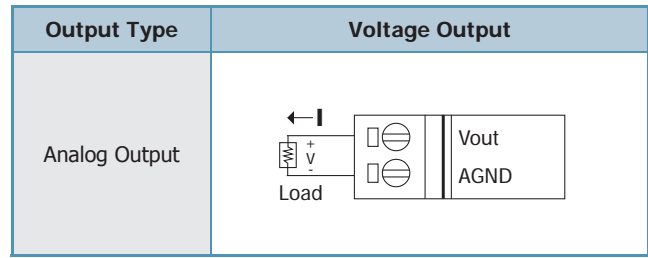 Output Type
Voltage Output
Analog Output
I
+
V
-
Load
Vout
AGND